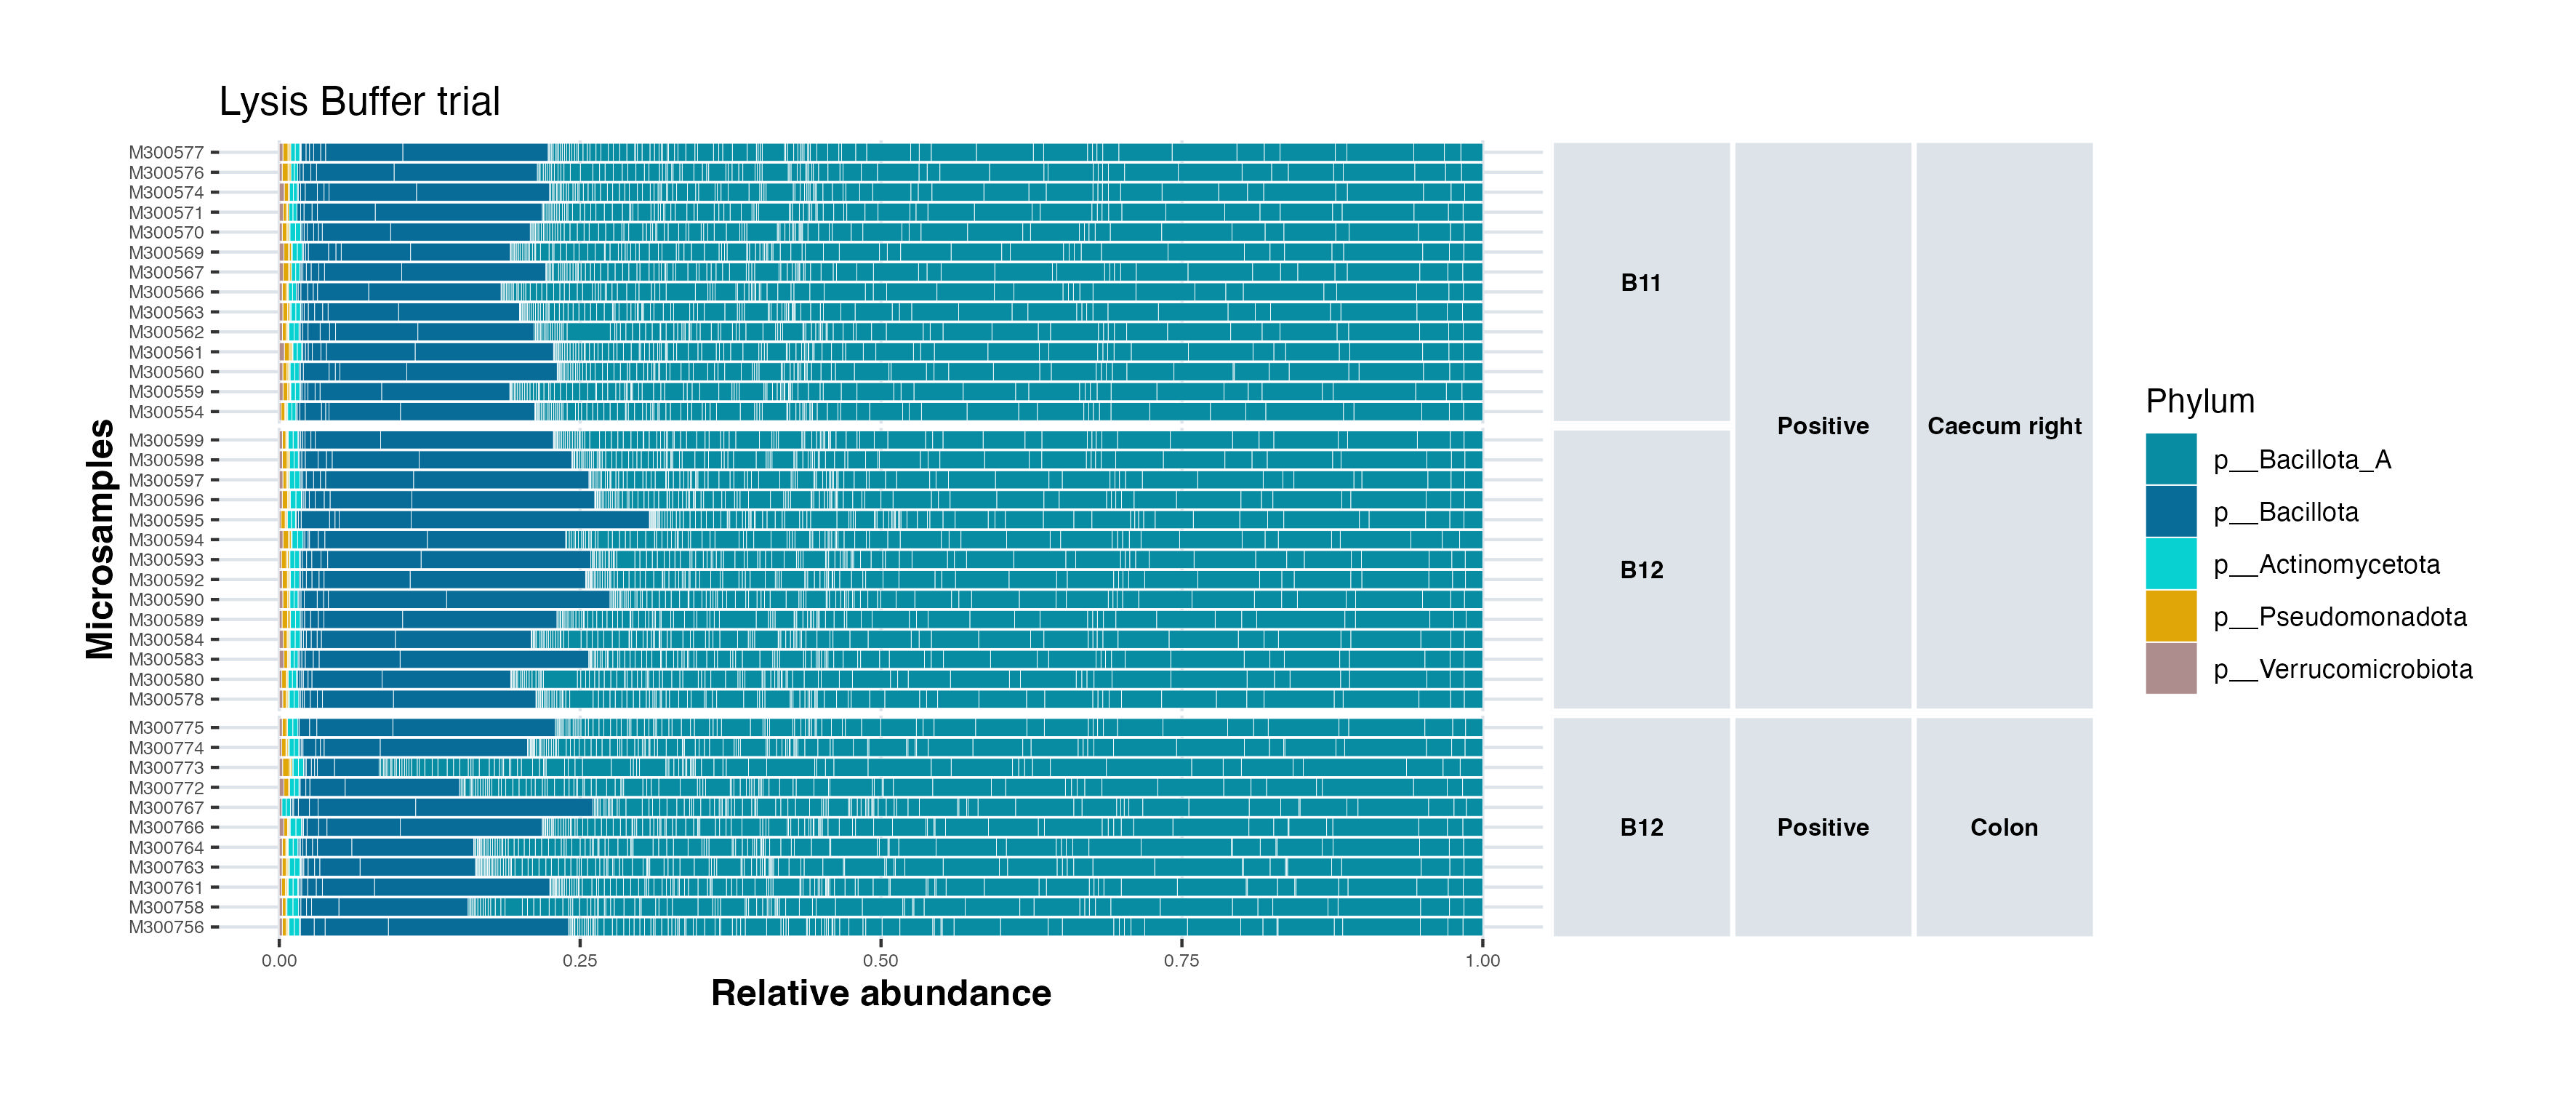 Lysis Buffer trial
Microsamples
M300577
M300576
M300574
M300571
M300570
M300569
M300567
M300566
M300563
M300562
M300561
M300560
M300559
M300554
M300599
M300598
M300597
M300596
M300595
M300594
M300593
M300592
M300590
M300589
M300584
M300583
M300580
M300578
M300775
M300774
M300773
M300772
M300767
M300766
M300764
M300763
M300761
M300758
M300756
0.00 0.25 0.50 0.75 1.00
Relative abundance
B11
Positive
Caecum right
B12
B12
Positive
Colon
Phylum
p__Bacillota_A
p__Bacillota
p__Actinomycetota
p__Pseudomonadota
p__Verrucomicrobiota